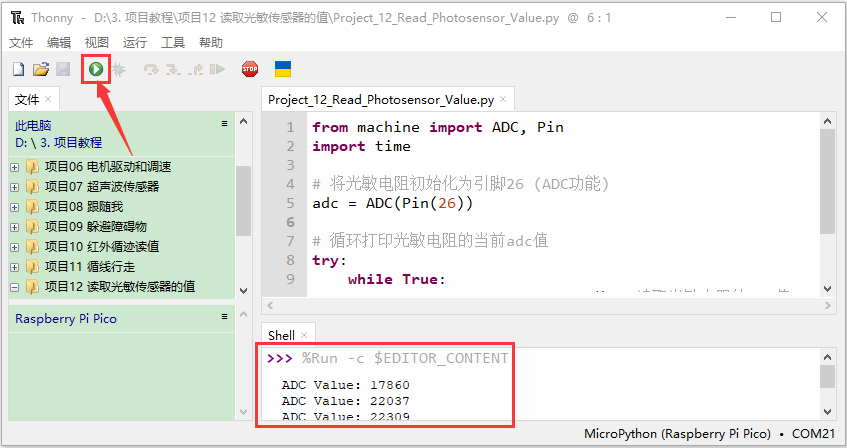 Thonny - D:\3. 项目教程\项目12 读取光敏传感器的值\Project_12_Read_Photosensor_Value.py @ 6 : 1
文件 编辑 视图 运行 工具 帮助
STOP
文件 ×
此电脑
D: \ 3. 项目教程
项目06 电机驱动和调速
项目07 超声波传感器
项目08 跟随我
项目09 躲避障碍物
项目10 红外循迹读值
项目11 循线行走
项目12 读取光敏传感器的值
Raspberry Pi Pico
Project_12_Read_Photosensor_Value.py ×
1 from machine import ADC, Pin
2 import time
3
4 # 将光敏电阻初始化为引脚26 (ADC功能)
5 adc = ADC(Pin(26))
6
7 # 循环打印光敏电阻的当前adc值
8 try:
9 while True:
Shell ×
>>> %Run -c $EDITOR_CONTENT
ADC Value: 17860
ADC Value: 22037
ADC Value: 22309
MicroPython (Raspberry Pi Pico) • COM21